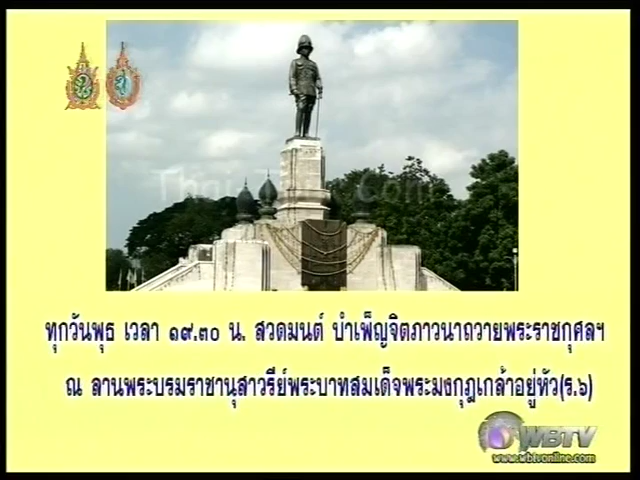 ทุกวันพุธ เวลา ๑๙.๓๐ น. สวดมนต์ บำเพ็ญจิตภาวนาถวายพระราชกุศลฯ
ณ ลานพระบรมราชานุสาวรีย์พระบาทสมเด็จพระมงกุฎเกล้าอยู่หัว(ร.๖)
WBTV
www.wbtvonline.com